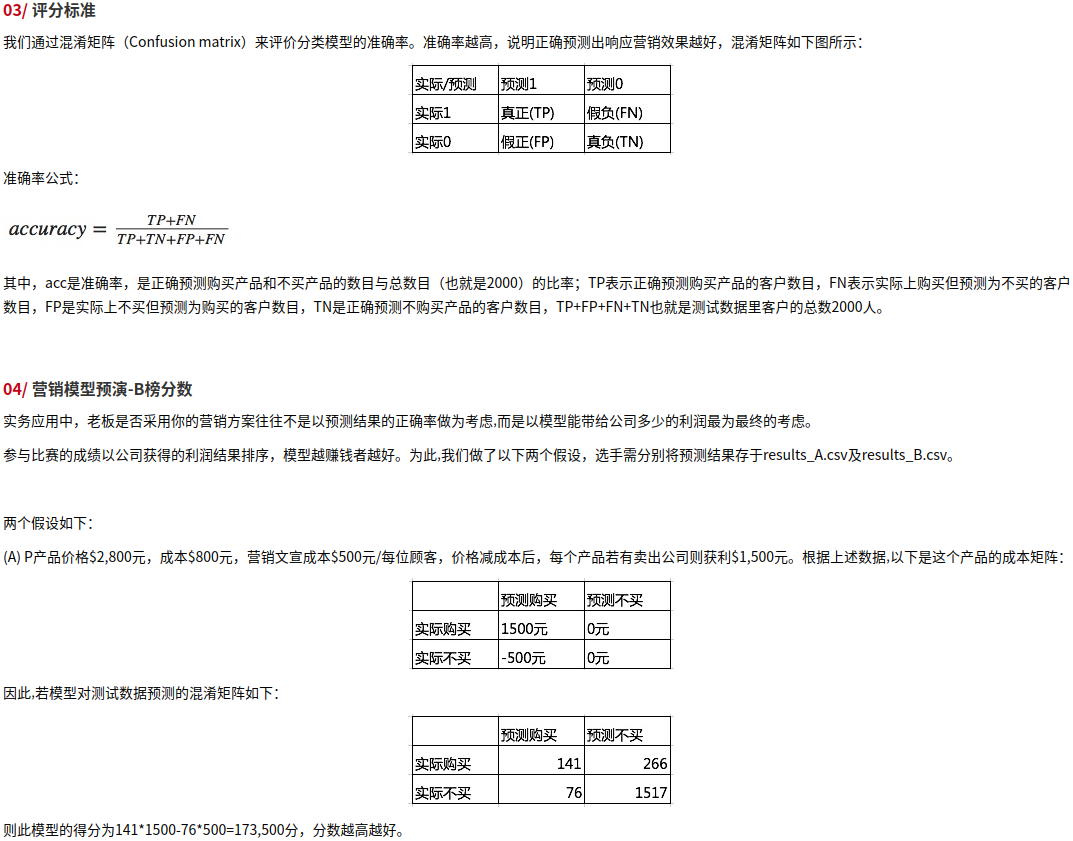 03/ 评分标准
我们通过混淆矩阵（Confusion matrix）来评价分类模型的准确率。准确率越高，说明正确预测出响应营销效果越好，混淆矩阵如下图所示：
实际/预测 预测1 预测0
实际1 真正(TP) 假负(FN)
实际0 假正(FP) 真负(TN)
准确率公式：
accuracy = TP+FN
TP+TN+FP+FN
其中，acc是准确率，是正确预测购买产品和不买产品的数目与总数目（也就是2000）的比率；TP表示正确预测购买产品的客户数目，FN表示实际上购买但预测为不买的客户
数目，FP是实际上不买但预测为购买的客户数目，TN是正确预测不购买产品的客户数目，TP+FP+FN+TN也就是测试数据里客户的总数2000人。
04/ 营销模型预演-B榜分数
实务应用中，老板是否采用你的营销方案往往不是以预测结果的正确率做为考虑,而是以模型能带给公司多少的利润最为最终的考虑。
参与比赛的成绩以公司获得的利润结果排序，模型越赚钱者越好。为此,我们做了以下两个假设，选手需分别将预测结果存于results_A.csv及results_B.csv。
两个假设如下：
(A) P产品价格$2,800元，成本$800元，营销文宣成本$500元/每位顾客，价格减成本后，每个产品若有卖出公司则获利$1,500元。根据上述数据,以下是这个产品的成本矩阵：
预测购买 预测不买
实际购买 1500元 0元
实际不买 -500元 0元
因此,若模型对测试数据预测的混淆矩阵如下：
预测购买 预测不买
实际购买 141 266
实际不买 76 1517
则此模型的得分为141*1500-76*500=173,500分，分数越高越好。